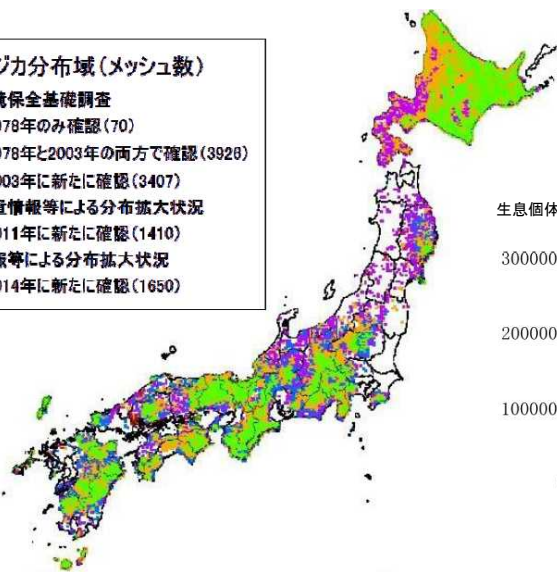 ジカ分布域(メッシュ数)
保全基礎調査
978年のみ確認(70)
978年と2003年の両方で確認(3926)
003年に新たに確認(3407)
情報等による分布拡大状況
011年に新たに確認(1410)
報等による分布拡大状況
014年に新たに確認(1650)
生息個体
300000
200000
100000